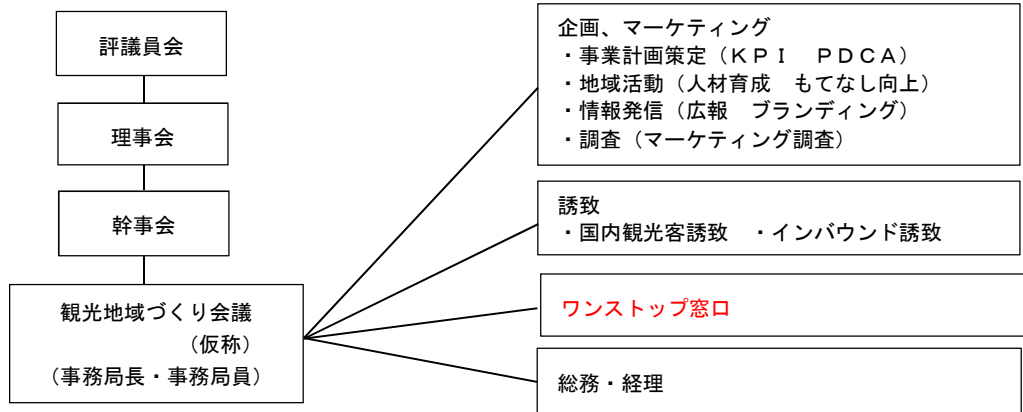 評議員会
理事会
幹事会
観光地域づくり会議
（仮称）
（事務局長・事務局員）
企画、マーケティング
・事業計画策定（ＫＰＩ　ＰＤＣＡ）
・地域活動（人材育成　もてなし向上）
・情報発信（広報　ブランディング）
・調査（マーケティング調査）
誘致
・国内観光客誘致　・インバウンド誘致
ワンストップ窓口
総務・経理